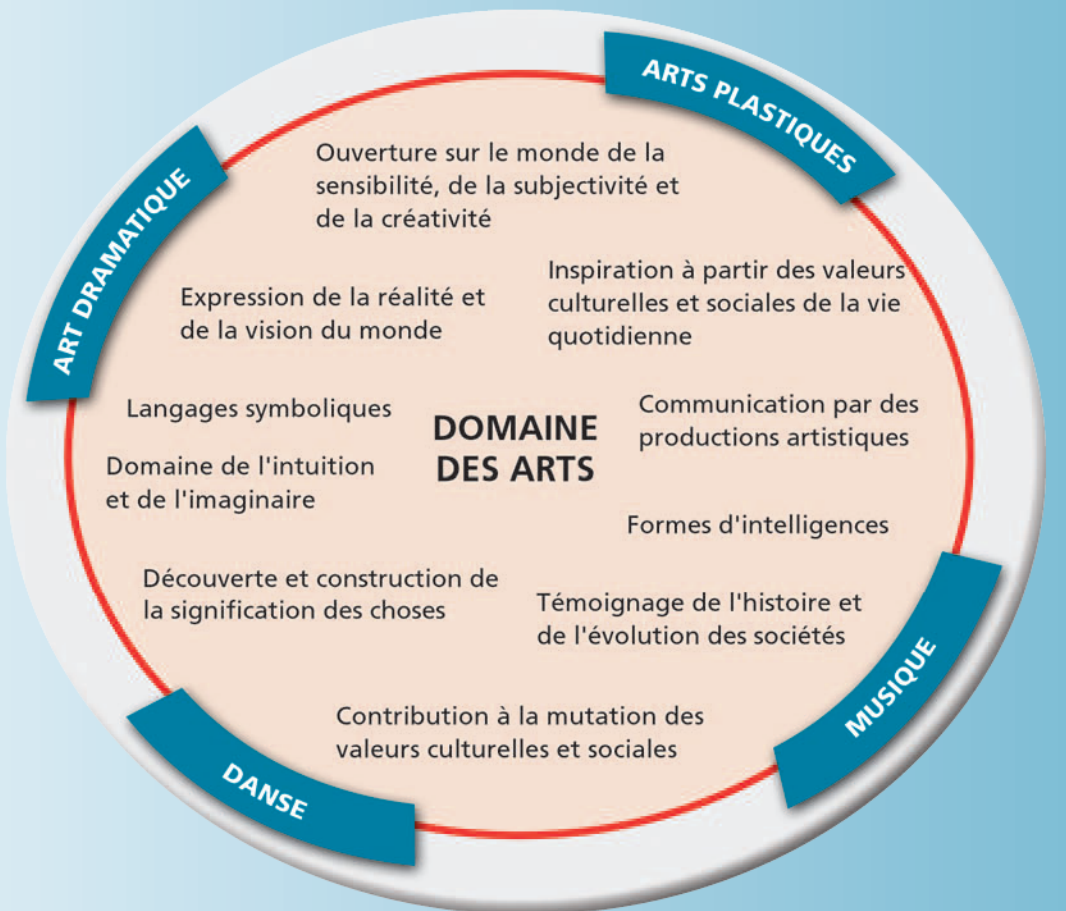 ARTS PLASTIQUES
ART DRAMATIQUE
Ouverture sur le monde de la
sensibilité, de la subjectivité et
de la créativité
Expression de la réalité et
de la vision du monde
Inspiration à partir des valeurs
culturelles et sociales de la vie
quotidienne
Langages symboliques
DOMAINE
DES ARTS
Communication par des
productions artistiques
Domaine de l'intuition
et de l'imaginaire
Formes d'intelligences
Découverte et construction de
la signification des choses
Témoignage de l'histoire et
de l'évolution des sociétés
Contribution à la mutation des
valeurs culturelles et sociales
MUSIQUE
DANSE